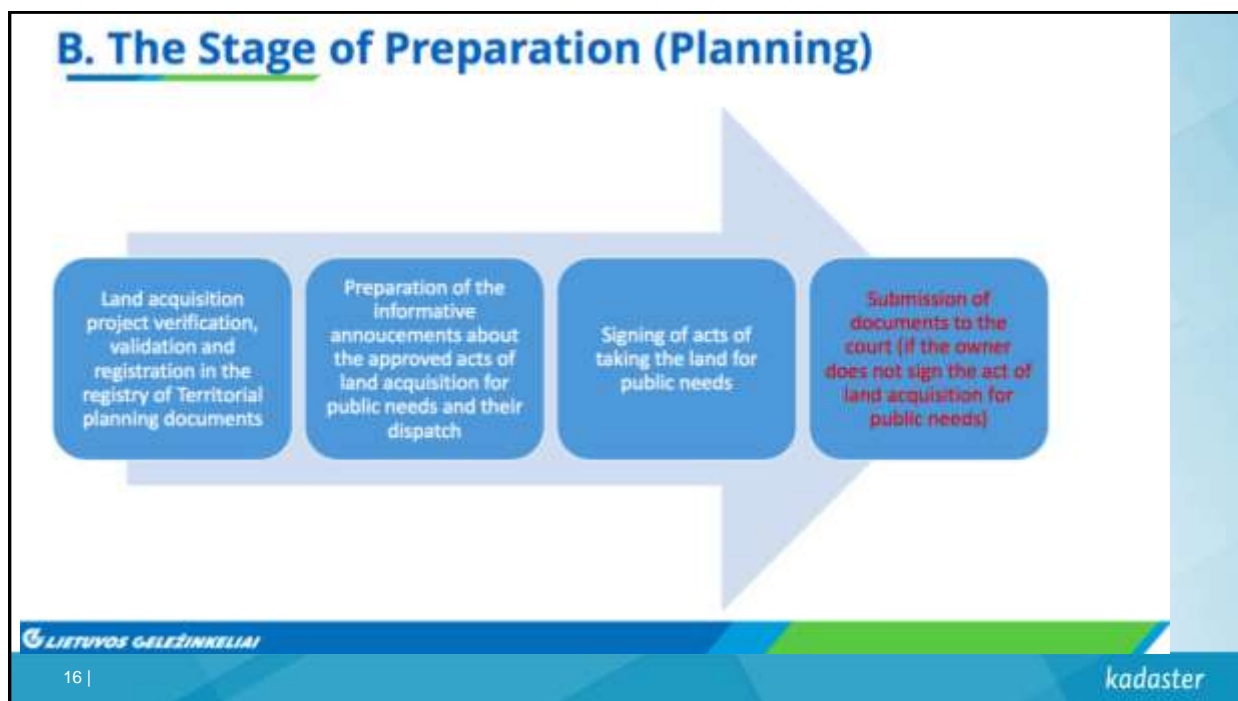 B. The Stage of Preparation (Planning)
Land acquisition
project verification,
validation and
registration in the
registry of Territorial
planning documents
Preparation of the
informative
annoucements about
the approved acts of
land acquisition for
public needs and their
dispatch
Signing of acts of
taking the land for
public needs
Submission of
documents to the
court (if the owner
does not sign the act of
land acquisition for
public needs)
LIETUVOS GELEŽINKELIAI
16 |
kadaster